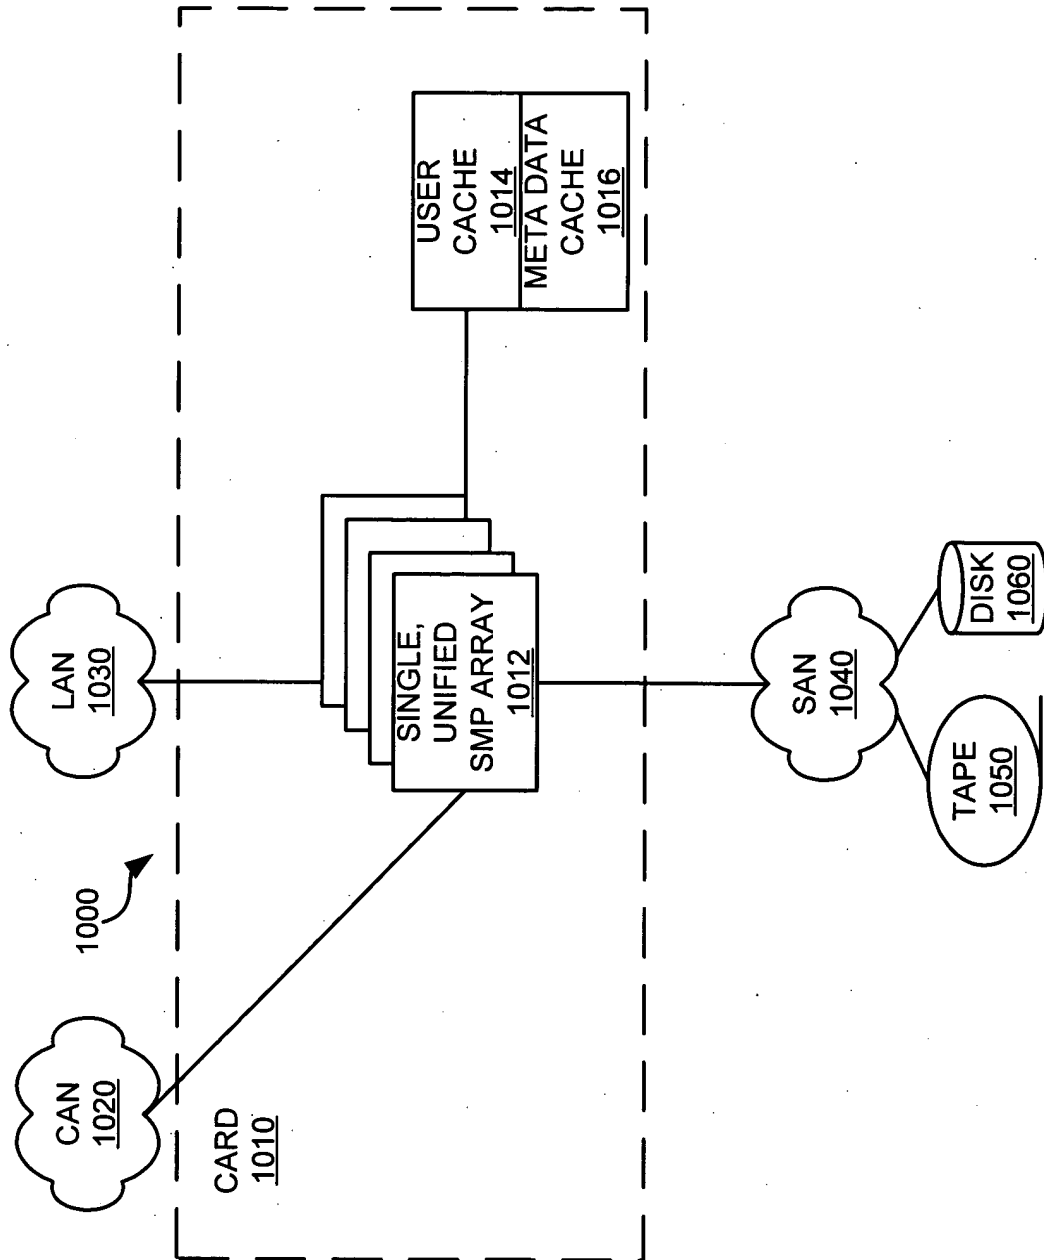 1000
CAN
1020
LAN
1030
CARD
1010
SINGLE,
UNIFIED
SMP ARRAY
1012
USER
CACHE
1014
META DATA
CACHE
1016
SAN
1040
TAPE
1050
DISK
1060